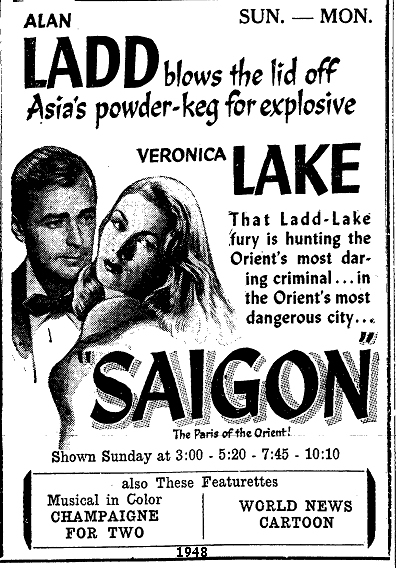 ALAN
LADD
SUN. — MON.
blows the lid off
Asia's powder-keg for explosive
VERONICA
LAKE
That Ladd-Lake
fury is hunting the
Orient's most dar-
ing criminal...in
the Orient's most
dangerous city...
"SAIGON"
The Paris of the Orient!
Shown Sunday at 3:00 - 5:20 - 7:45 - 10:10
also These Featurettes
Musical in Color
CHAMPAIGNE
FOR TWO
WORLD NEWS
CARTOON
1948